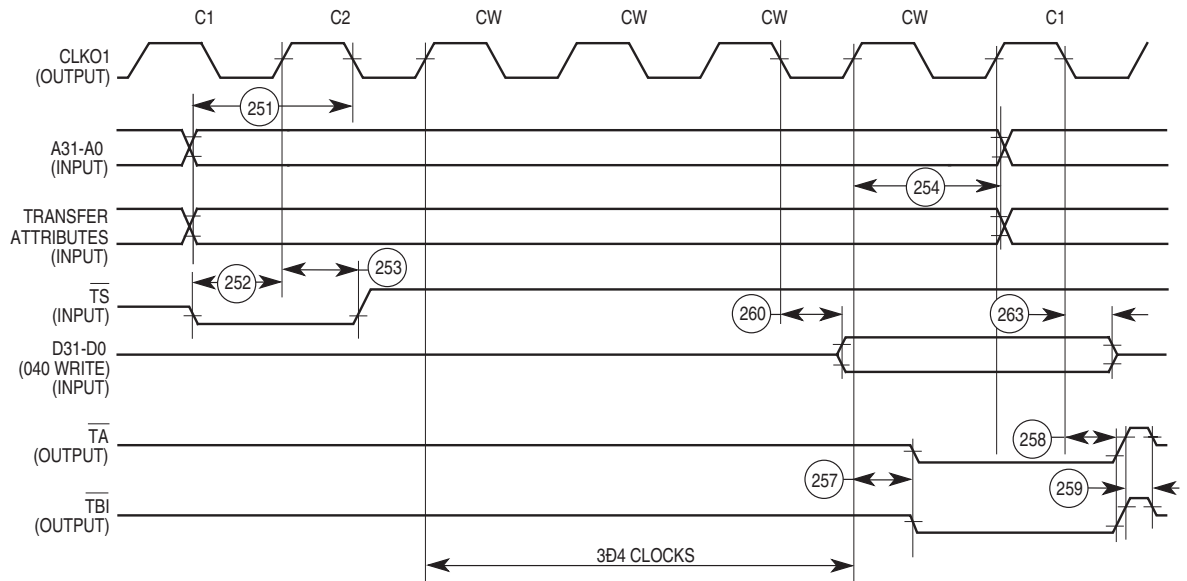 C1 C2 CW CW CW CW C1
CLKO1
(OUTPUT)
251
A31-A0
(INPUT)
254
TRANSFER
ATTRIBUTES
(INPUT)
252 253
TS
(INPUT)
260 263
D31-D0
(040 WRITE)
(INPUT)
TA
(OUTPUT)
258
257 259
TBI
(OUTPUT)
3Ð4 CLOCKS